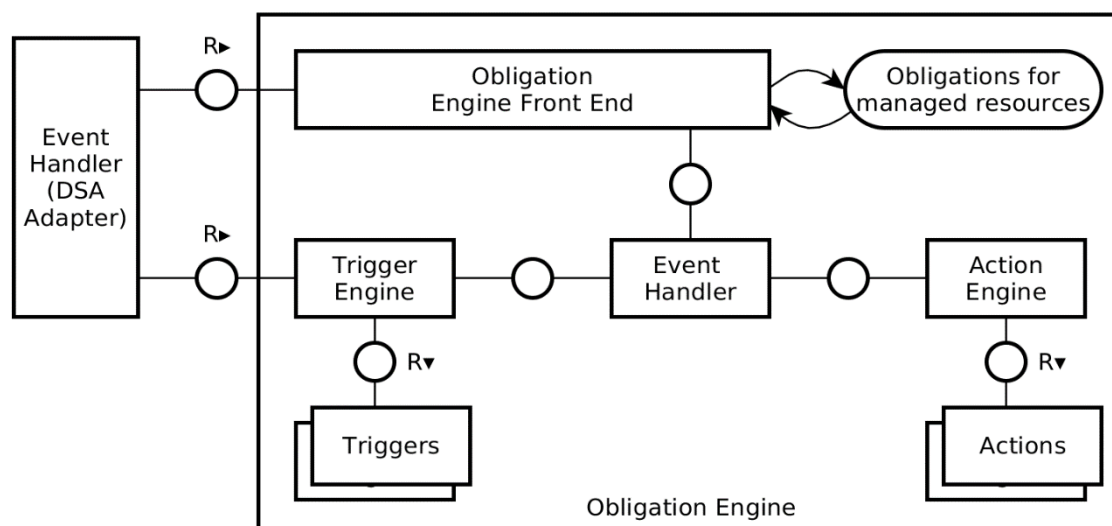 R▶
Obligation
Engine Front End
Obligations for
managed resources
Event
Handler
(DSA
Adapter)
R▶
Trigger
Engine
Event
Handler
Action
Engine
R▼
R▼
Triggers
Actions
Obligation Engine